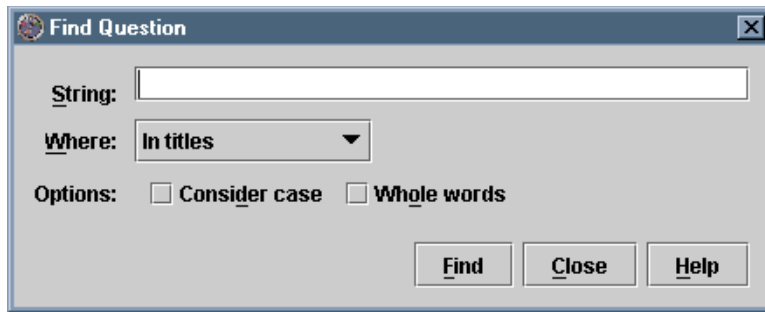 Find Question
String:
Where: In titles
Options: Consider case Whole words
Find Close Help